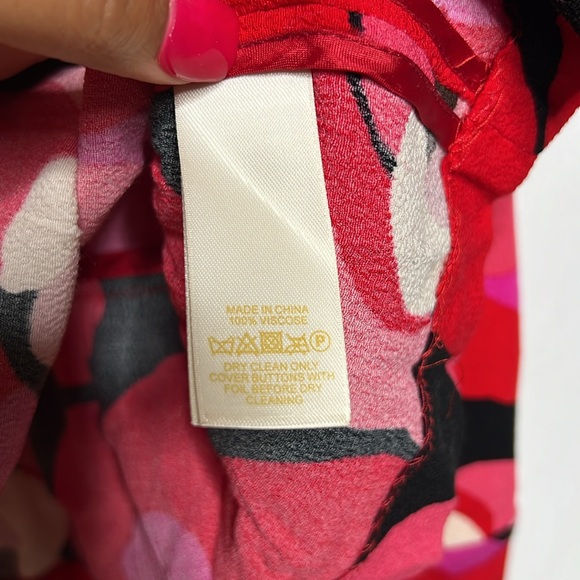 MADE IN CHINA
100% VISCOSE
P
DRY CLEAN ONLY
COVER BUTTONS WITH
FOIL BEFORE DRY
CLEANING